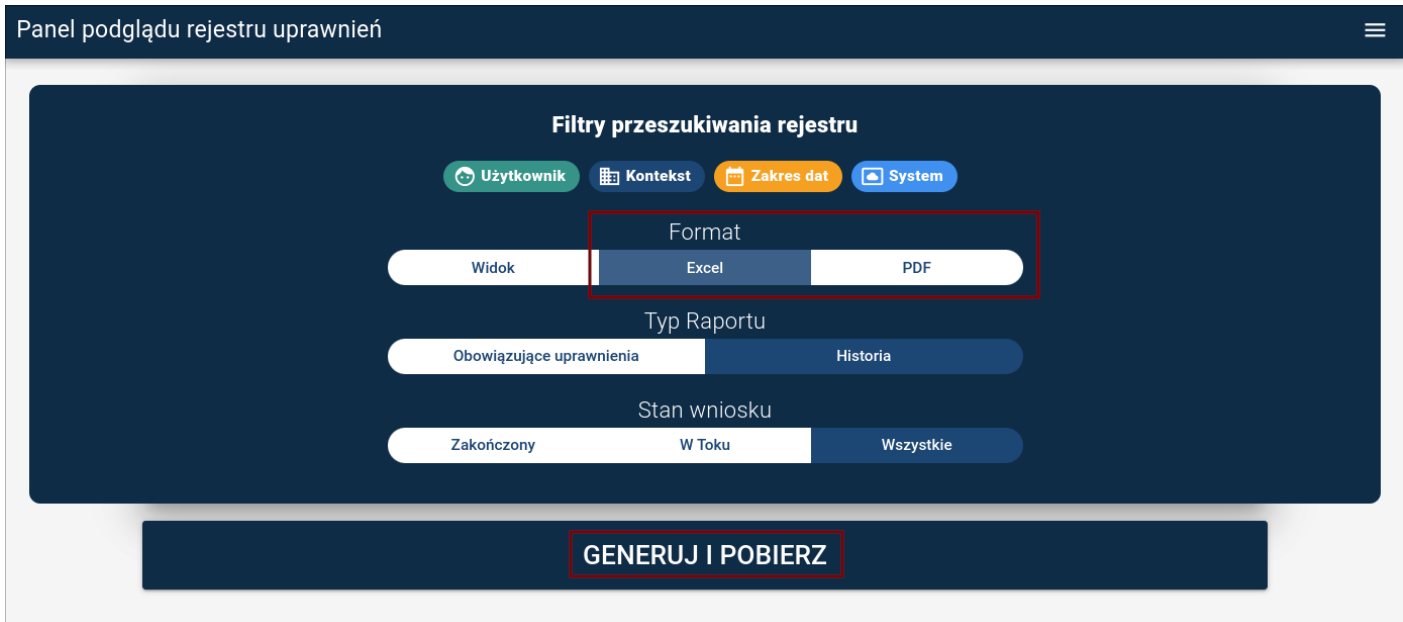 Panel podglądu rejestru uprawnień
Filtry przeszukiwania rejestru
Użytkownik Kontekst Zakres dat System
Format
Widok Excel PDF
Typ Raportu
Obowiązujące uprawnienia Historia
Stan wniosku
Zakończony W Toku Wszystkie
GENERUJ I POBIERZ